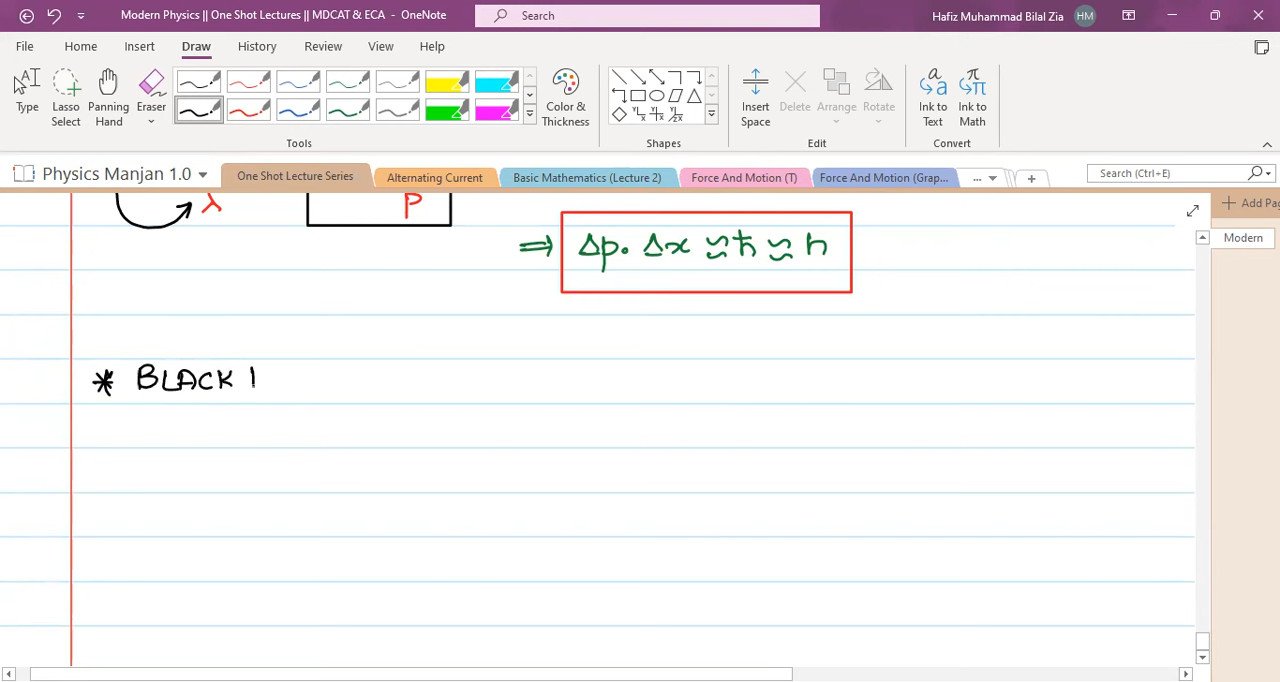 Modern Physics || One Shot Lectures || MDCAT & ECA - OneNote
Search
Hafiz Muhammad Bilal Zia HM
File Home Insert Draw History Review View Help
Type Lasso Select Panning Hand Eraser
Color & Thickness
Insert Space Delete Arrange Rotate
Ink to Text Ink to Math
Tools Shapes Edit Convert
Physics Manjan 1.0 One Shot Lecture Series Alternating Current Basic Mathematics (Lecture 2) Force And Motion (T) Force And Motion (Grap... ... Search (Ctrl+E)
λ P
Add Pag
Modern
⇒ Δp. Δx ≈ ħ ≈ h
* BLACK I